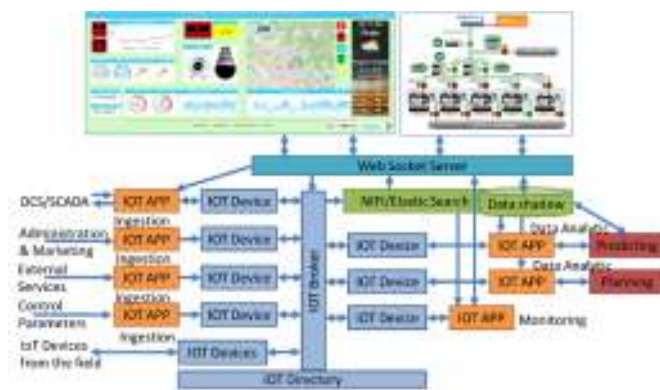 Web Socket Server
DCS/SCADA
IOT APP
IOT Device
NIFI/Elastic Search
Data shadow
Ingestion
Data Analytic
Administration
& Marketing
IOT APP
IOT Device
IOT Device
IOT APP
Predicting
Ingestion
Data Analytic
External
Services
IOT APP
IOT Device
IOT Broker
IOT Device
IOT APP
Planning
Ingestion
Control
Parameters
IOT APP
IOT Device
IOT Device
IOT APP
Monitoring
Ingestion
IoT Devices
from the field
IOT Devices
IOT Directory